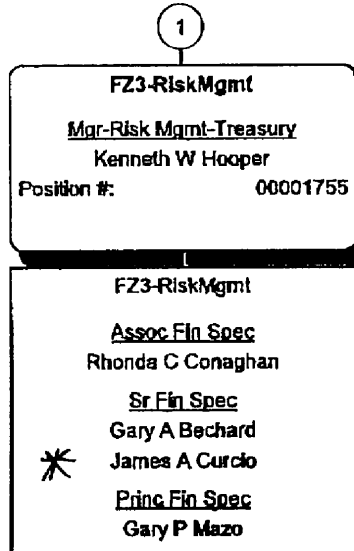 1
FZ3-RiskMgmt
Mgr-Risk Mgmt-Treasury
Kenneth W Hooper
Position #: 00001755
FZ3-RiskMgmt
Assoc Fin Spec
Rhonda C Conaghan
Sr Fin Spec
Gary A Bechard
James A Curcio
Princ Fin Spec
Gary P Mazo